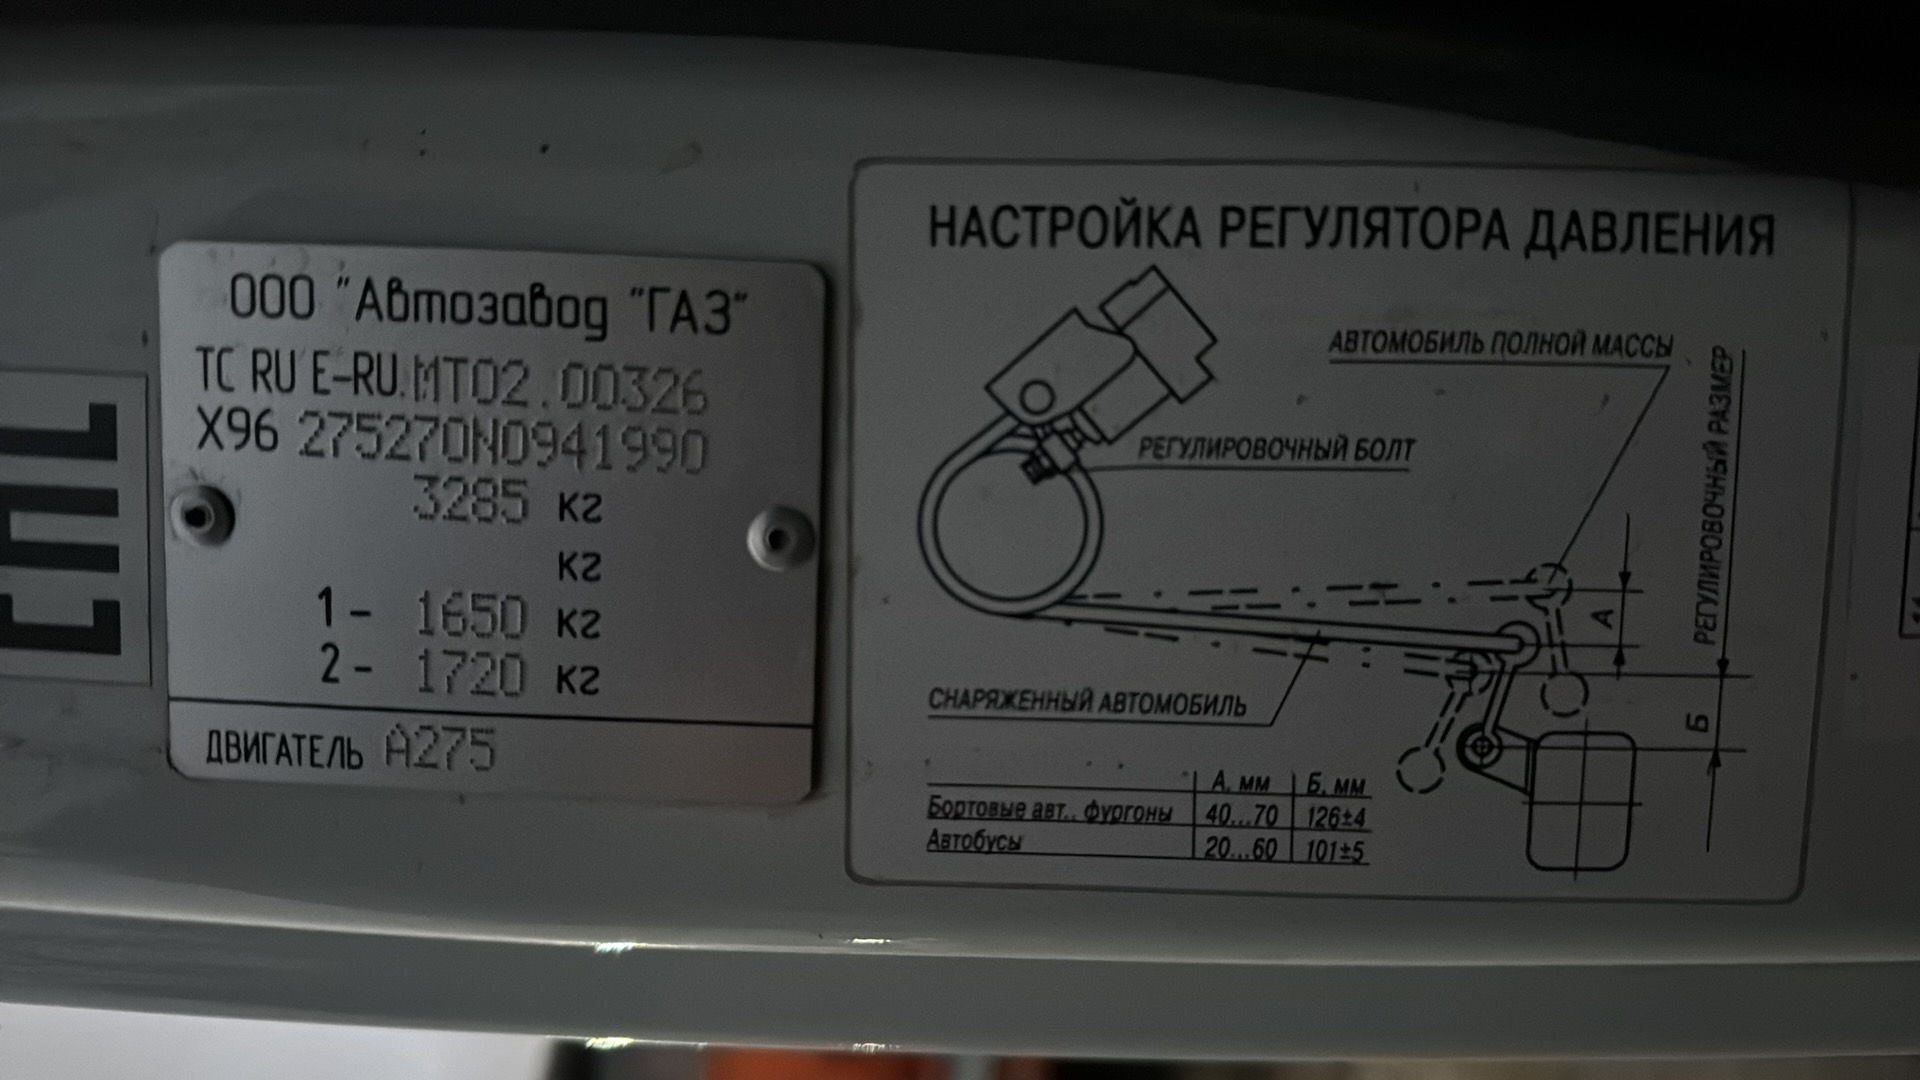 ООО "Автозавод "ГАЗ"
ТС RU E-RU.МТ02.00326
X96 275270N0941990
3285 кг
кг
1- 1650 кг
2- 1720 кг
ДВИГАТЕЛЬ А275
НАСТРОЙКА РЕГУЛЯТОРА ДАВЛЕНИЯ
АВТОМОБИЛЬ ПОЛНОЙ МАССЫ
РЕГУЛИРОВОЧНЫЙ БОЛТ
РЕГУЛИРОВОЧНЫЙ РАЗМЕР
А
СНАРЯЖЕННЫЙ АВТОМОБИЛЬ
Б
А, мм Б, мм
Бортовые авт., фургоны 40...70 126±4
Автобусы 20...60 101±5